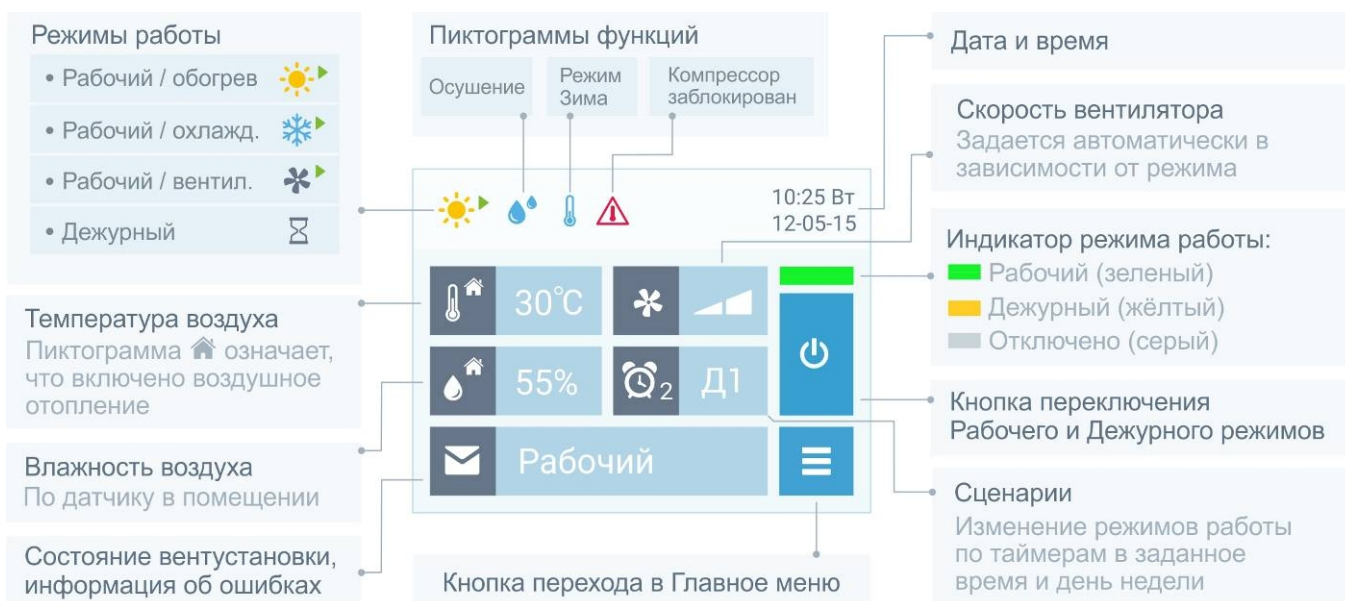 Режимы работы
• Рабочий / обогрев
• Рабочий / охлажд.
• Рабочий / вентил.
• Дежурный
Температура воздуха
Пиктограмма означает,
что включено воздушное
отопление
Влажность воздуха
По датчику в помещении
Состояние вентустановки,
информация об ошибках
Пиктограммы функций
Осушение
Режим
Зима
Компрессор
заблокирован
10:25 Вт
12-05-15
30°C
55%
2 Д1
Рабочий
Кнопка перехода в Главное меню
Дата и время
Скорость вентилятора
Задается автоматически в
зависимости от режима
Индикатор режима работы:
Рабочий (зеленый)
Дежурный (жёлтый)
Отключено (серый)
Кнопка переключения
Рабочего и Дежурного режимов
Сценарии
Изменение режимов работы
по таймерам в заданное
время и день недели